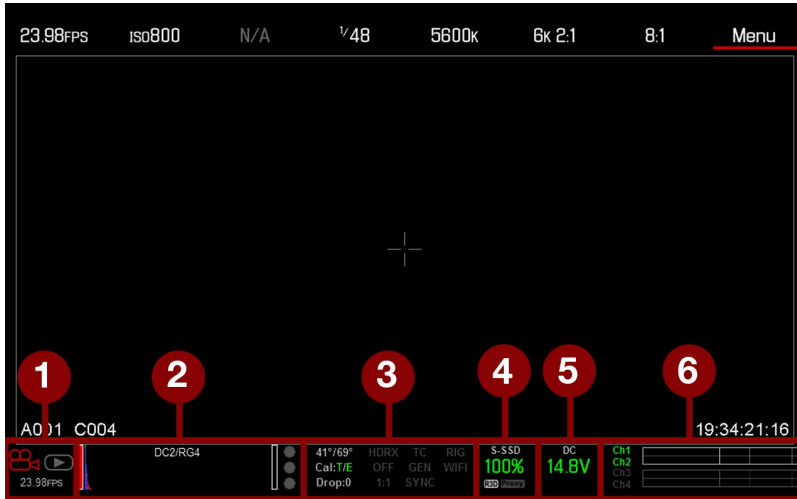 23.98FPS ISO800 N/A 1/48 5600K 6K 2:1 8:1 Menu
1 2 3 4 5 6
A001 C004 19:34:21:16
23.98FPS
DC2/RG4
41°/69° HDRX TC RIG
Cal:T/E OFF GEN WIFI
Drop:0 1:1 SYNC
S-SSD
100%
R3D Proxy
DC
14.8V
Ch1
Ch2
Ch3
Ch4